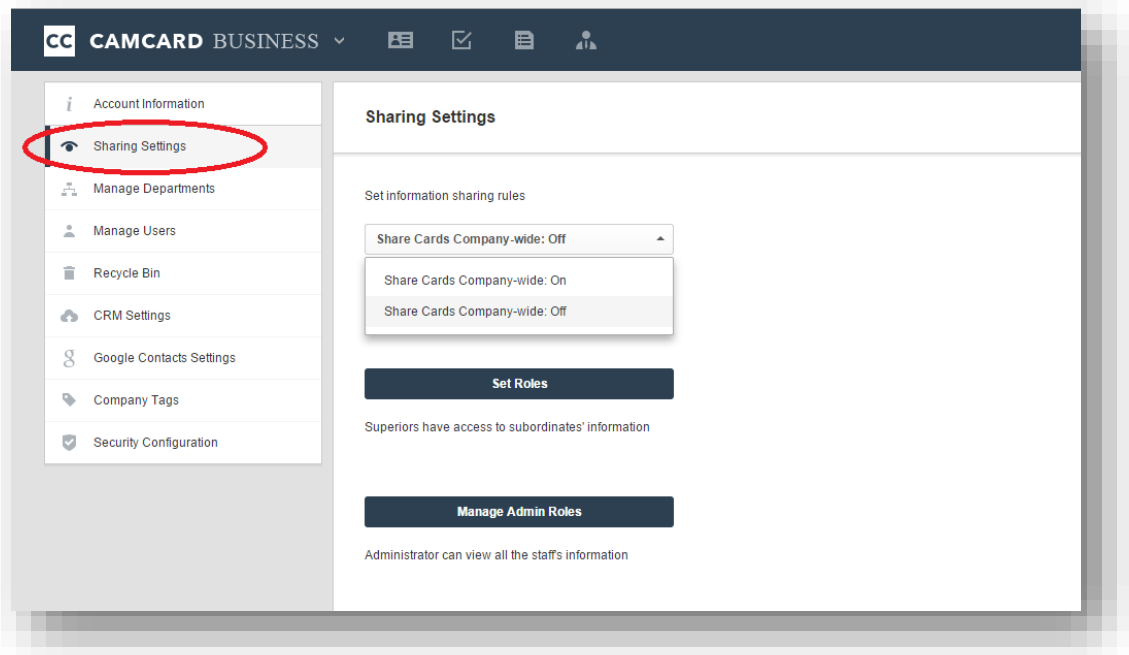 CC CAMCARD BUSINESS
Account Information
Sharing Settings
Manage Departments
Manage Users
Recycle Bin
CRM Settings
Google Contacts Settings
Company Tags
Security Configuration
Sharing Settings
Set information sharing rules
Share Cards Company-wide: Off
Share Cards Company-wide: On
Share Cards Company-wide: Off
Set Roles
Superiors have access to subordinates' information
Manage Admin Roles
Administrator can view all the staff's information